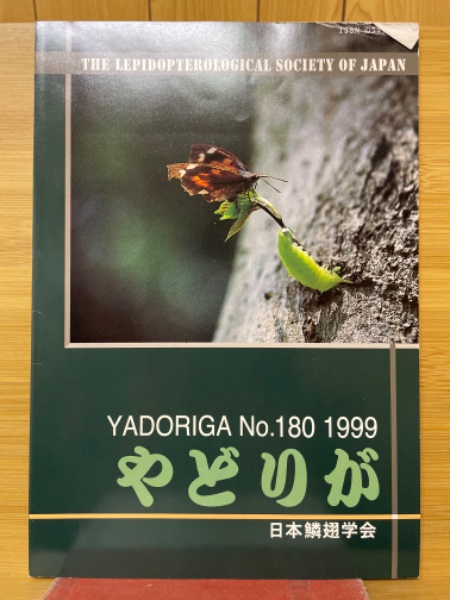 THE LEPIDOPTEROLOGICAL SOCIETY OF JAPAN
YADORIGA No.180 1999
やどりが
日本鱗翅学会